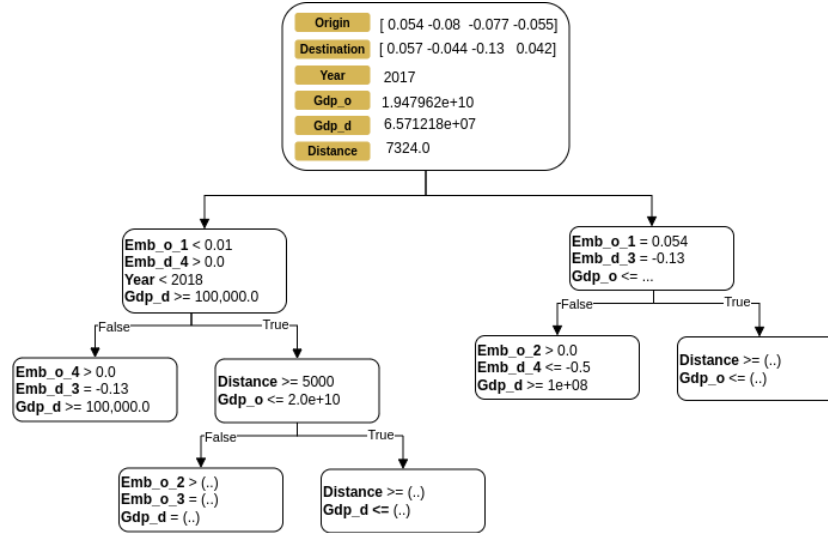 Origin [ 0.054 -0.08 -0.077 -0.055]
Destination [ 0.057 -0.044 -0.13 0.042]
Year 2017
Gdp_o 1.947962e+10
Gdp_d 6.571218e+07
Distance 7324.0
Emb_o_1 < 0.01
Emb_d_4 > 0.0
Year < 2018
Gdp_d >= 100,000.0
Emb_o_1 = 0.054
Emb_d_3 = -0.13
Gdp_o <= ...
False
True
False
True
Emb_o_4 > 0.0
Emb_d_3 = -0.13
Gdp_d >= 100,000.0
Distance >= 5000
Gdp_o <= 2.0e+10
Emb_o_2 > 0.0
Emb_d_4 <= -0.5
Gdp_d >= 1e+08
Distance >= (..)
Gdp_o <= (..)
False
True
Emb_o_2 > (..)
Emb_o_3 = (..)
Gdp_d = (..)
Distance >= (..)
Gdp_d <= (..)